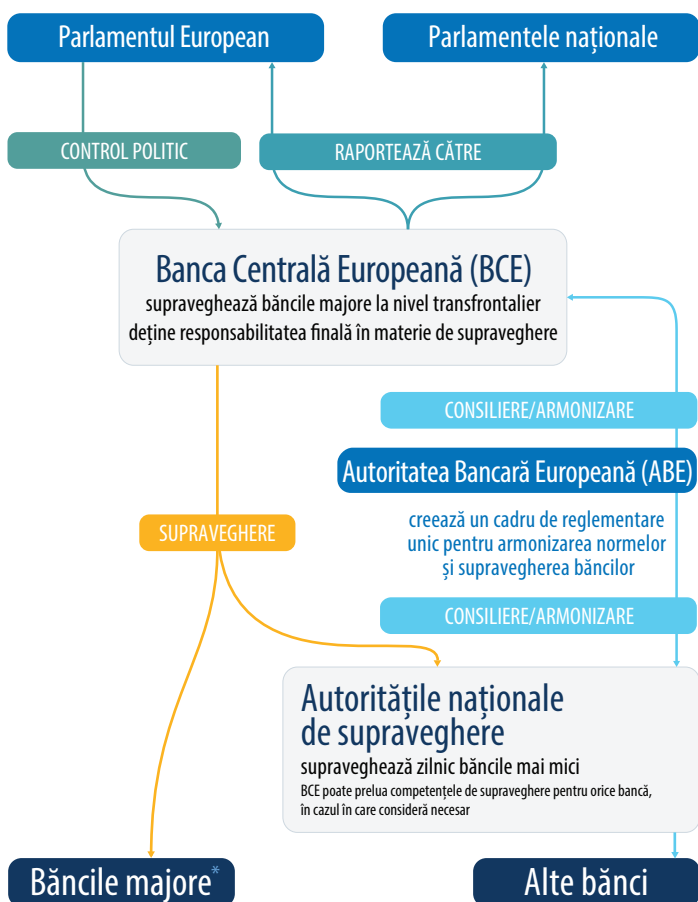 Parlamentul European
Parlamentele naționale
CONTROL POLITIC
RAPORTEAZĂ CĂTRE
Banca Centrală Europeană (BCE)
supraveghează băncile majore la nivel transfrontalier
deține responsabilitatea finală în materie de supraveghere
CONSILIERE/ARMONIZARE
Autoritatea Bancară Europeană (ABE)
SUPRAVEGHERE
creează un cadru de reglementare
unic pentru armonizarea normelor
și supravegherea băncilor
CONSILIERE/ARMONIZARE
Autoritățile naționale
de supraveghere
supraveghează zilnic băncile mai mici
BCE poate prelua competențele de supraveghere pentru orice bancă,
în cazul în care consideră necesar
Băncile majore*
Alte bănci